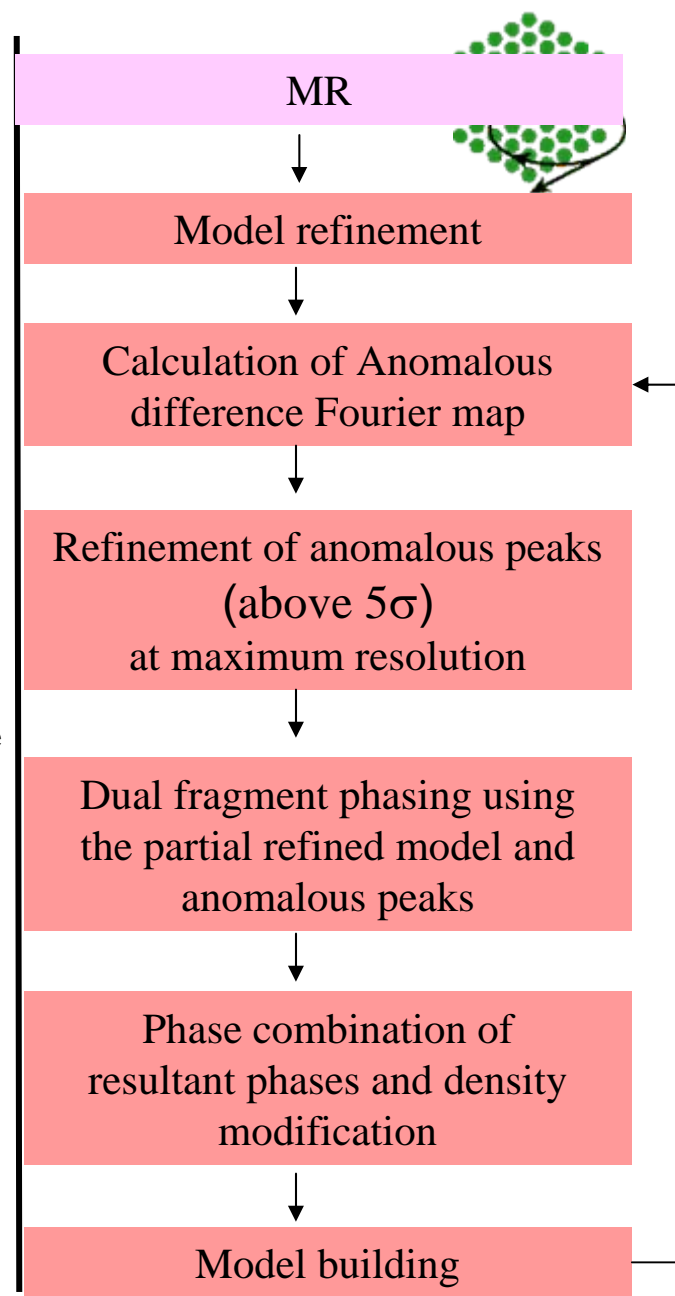 MR
Model refinement
Calculation of Anomalous
difference Fourier map
Refinement of anomalous peaks
(above 5σ)
at maximum resolution
Dual fragment phasing using
the partial refined model and
anomalous peaks
Phase combination of
resultant phases and density
modification
Model building